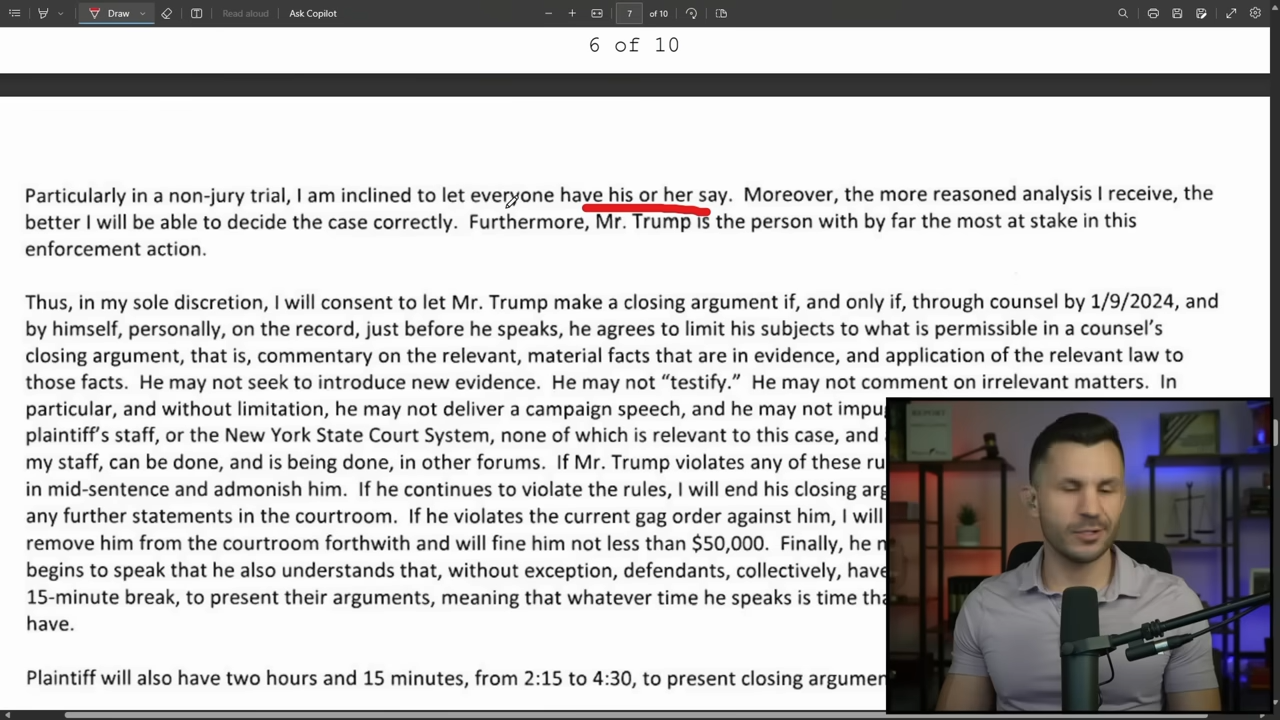 Draw
Read aloud
Ask Copilot
7
of 10
6 of 10
Particularly in a non-jury trial, I am inclined to let everyone have his or her say. Moreover, the more reasoned analysis I receive, the
better I will be able to decide the case correctly. Furthermore, Mr. Trump is the person with by far the most at stake in this
enforcement action.
Thus, in my sole discretion, I will consent to let Mr. Trump make a closing argument if, and only if, through counsel by 1/9/2024, and
by himself, personally, on the record, just before he speaks, he agrees to limit his subjects to what is permissible in a counsel's
closing argument, that is, commentary on the relevant, material facts that are in evidence, and application of the relevant law to
those facts. He may not seek to introduce new evidence. He may not "testify." He may not comment on irrelevant matters. In
particular, and without limitation, he may not deliver a campaign speech, and he may not
plaintiff's staff, or the New York State Court System, none of which is relevant to this case, and
my staff, can be done, and is being done, in other forums. If Mr. Trump violates any of these
in mid-sentence and admonish him. If he continues to violate the rules, I will end his closing
any further statements in the courtroom. If he violates the current gag order against him, I will
remove him from the courtroom forthwith and will fine him not less than $50,000. Finally, he
begins to speak that he also understands that, without exception, defendants, collectively, have
15-minute break, to present their arguments, meaning that whatever time he speaks is time
have.
Plaintiff will also have two hours and 15 minutes, from 2:15 to 4:30, to present closing
REPORT